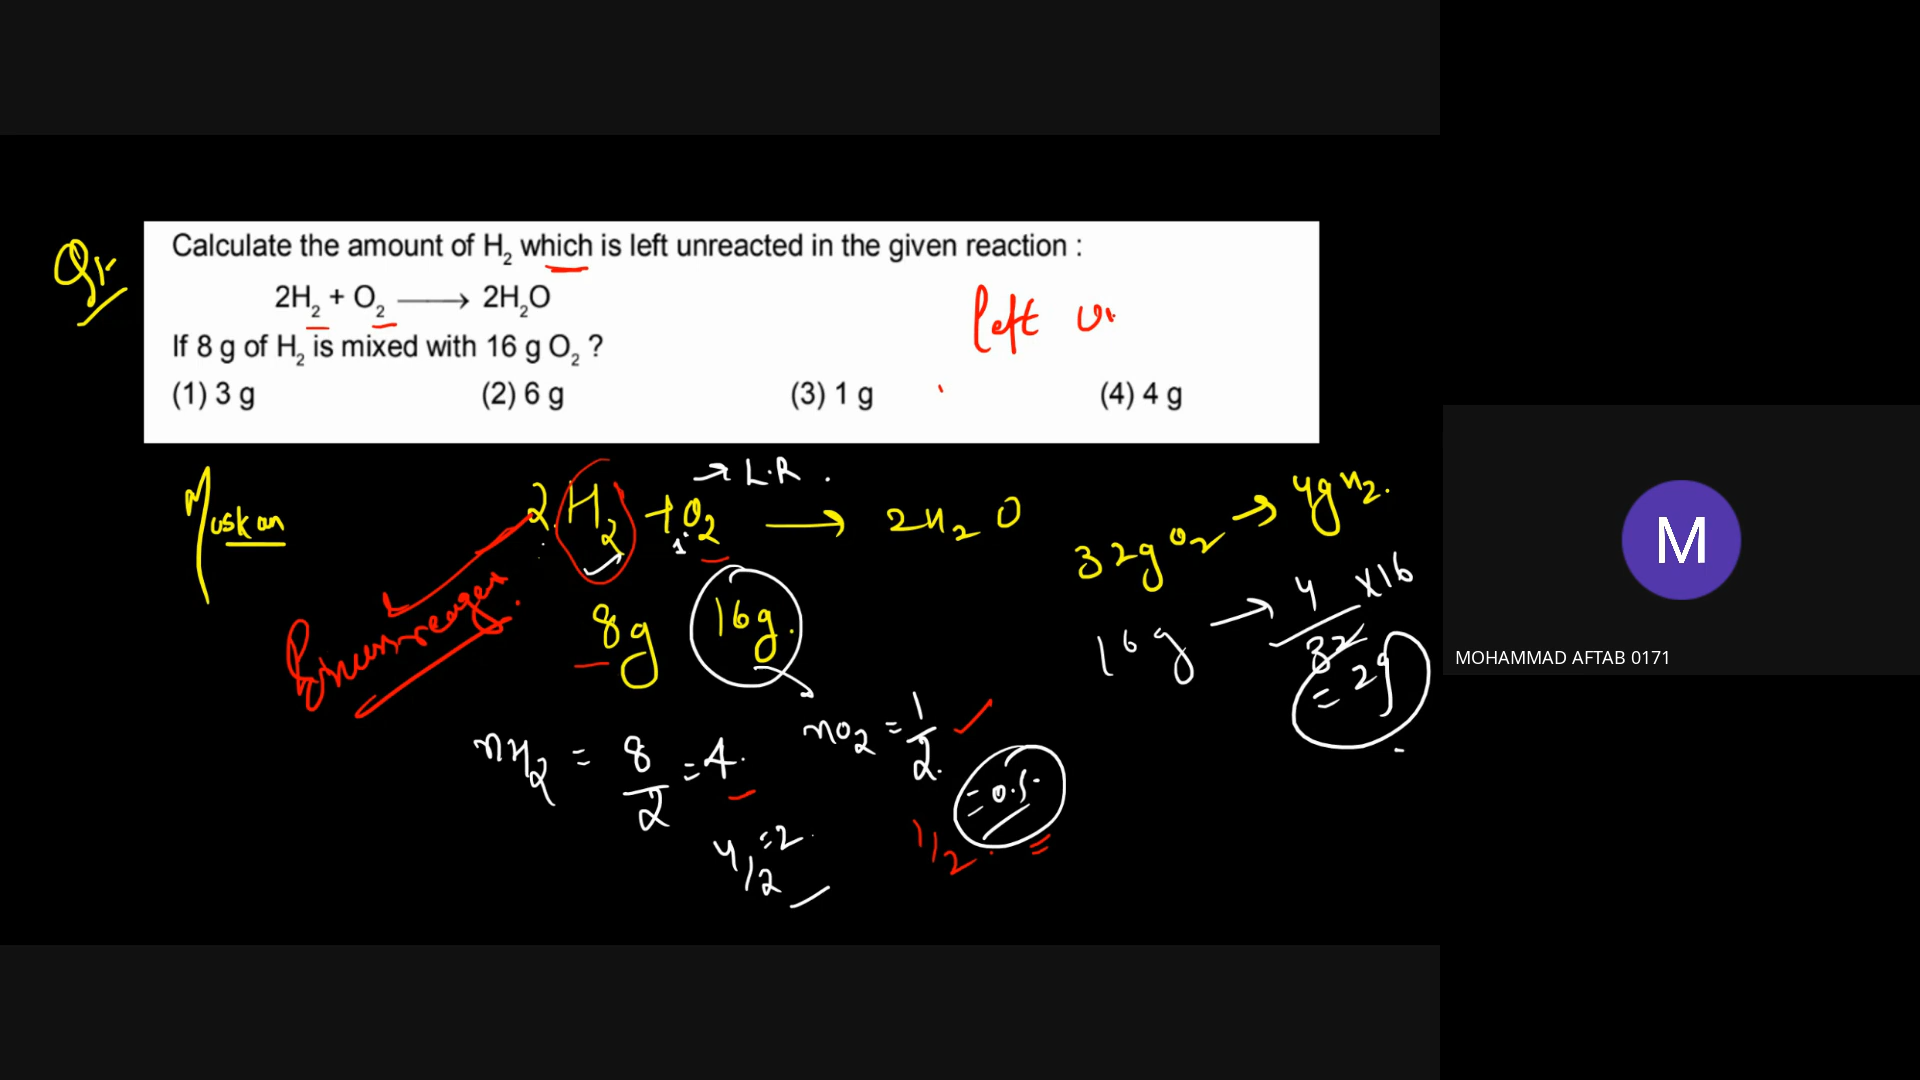 Q1.
Calculate the amount of H₂ which is left unreacted in the given reaction :
2H₂ + O₂ ⟶ 2H₂O
If 8 g of H₂ is mixed with 16 g O₂ ?
(1) 3 g (2) 6 g (3) 1 g (4) 4 g
left un
Muskan
→ L.R.
2H₂ + 1O₂ → 2H₂O
8g 16g.
nH₂ = 8/2 = 4.
4/2 = 2.
nO₂ = 1/2.
= 0.5
1/2.
32g O₂ → 4g H₂.
16g → 4/32 × 16
= 2g
M
MOHAMMAD AFTAB 0171